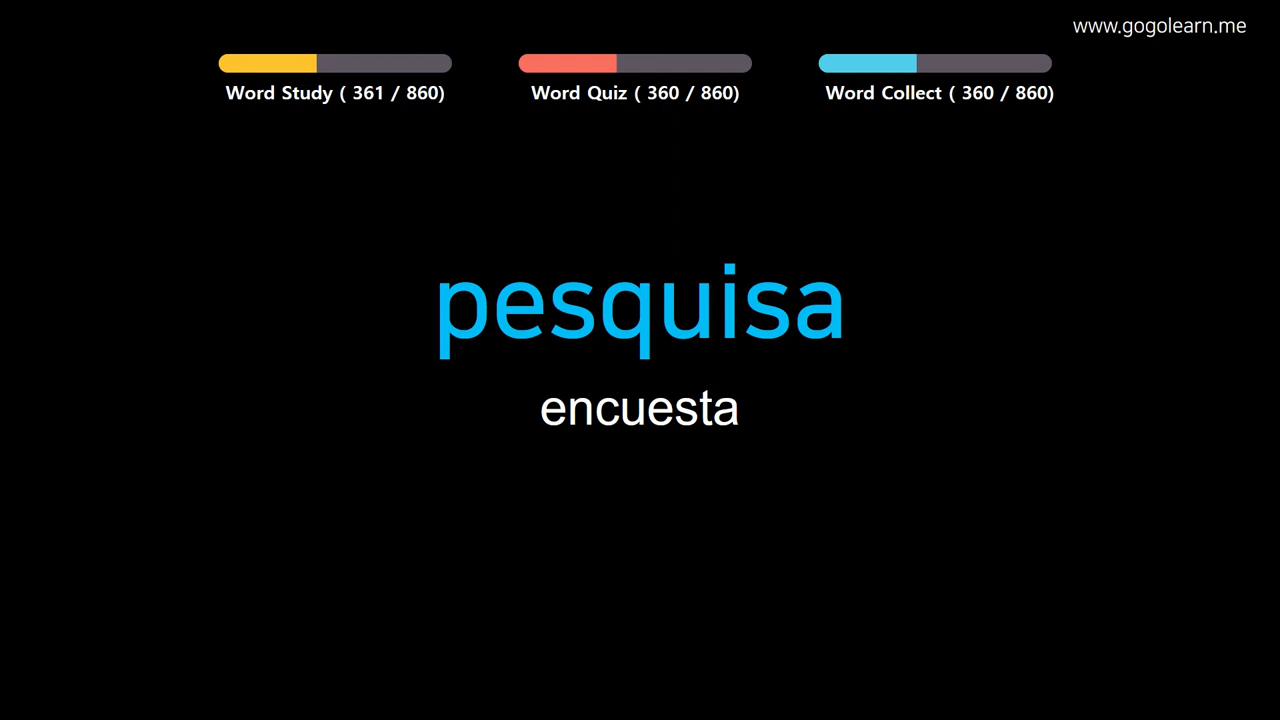 www.gogolearn.me
Word Study ( 361 / 860)
Word Quiz ( 360 / 860)
Word Collect ( 360 / 860)
pesquisa
encuesta